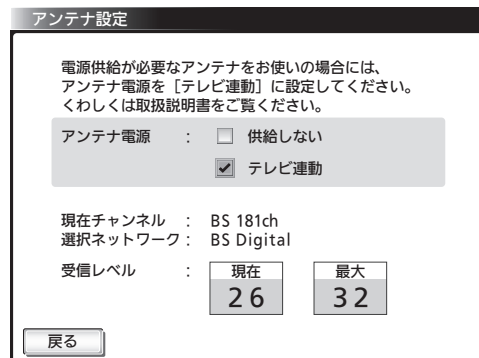 アンテナ設定
電源供給が必要なアンテナをお使いの場合には、
アンテナ電源を［テレビ連動］に設定してください。
くわしくは取扱説明書をご覧ください。
アンテナ電源 : 供給しない
テレビ連動
現在チャンネル : BS 181ch
選択ネットワーク : BS Digital
受信レベル : 現在 最大
26 32
戻る